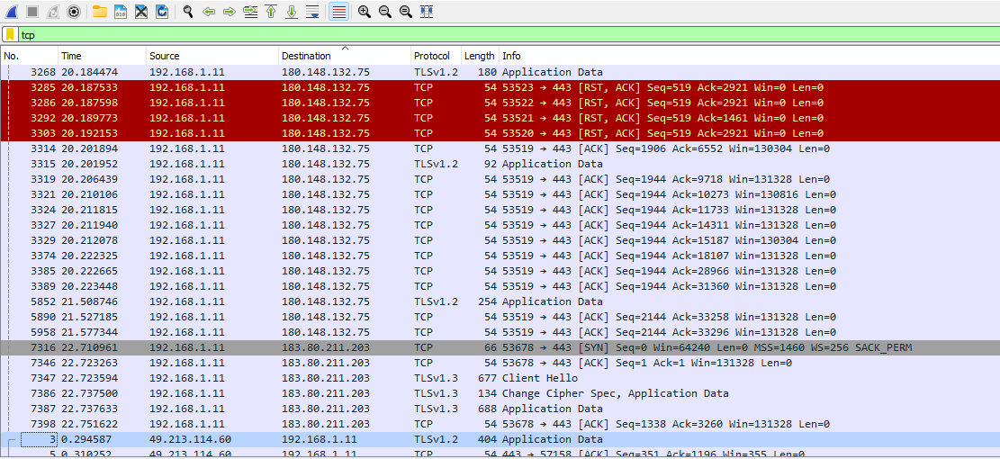 tcp
No. Time Source Destination Protocol Length Info
3268 20.184474 192.168.1.11 180.148.132.75 TLSv1.2 180 Application Data
3285 20.187533 192.168.1.11 180.148.132.75 TCP 54 53523 → 443 [RST, ACK] Seq=519 Ack=2921 Win=0 Len=0
3286 20.187598 192.168.1.11 180.148.132.75 TCP 54 53522 → 443 [RST, ACK] Seq=519 Ack=2921 Win=0 Len=0
3292 20.189773 192.168.1.11 180.148.132.75 TCP 54 53521 → 443 [RST, ACK] Seq=519 Ack=1461 Win=0 Len=0
3303 20.192153 192.168.1.11 180.148.132.75 TCP 54 53520 → 443 [RST, ACK] Seq=519 Ack=2921 Win=0 Len=0
3314 20.201894 192.168.1.11 180.148.132.75 TCP 54 53519 → 443 [ACK] Seq=1906 Ack=6552 Win=130304 Len=0
3315 20.201952 192.168.1.11 180.148.132.75 TLSv1.2 92 Application Data
3319 20.206439 192.168.1.11 180.148.132.75 TCP 54 53519 → 443 [ACK] Seq=1944 Ack=9718 Win=131328 Len=0
3321 20.210106 192.168.1.11 180.148.132.75 TCP 54 53519 → 443 [ACK] Seq=1944 Ack=10273 Win=130816 Len=0
3324 20.211815 192.168.1.11 180.148.132.75 TCP 54 53519 → 443 [ACK] Seq=1944 Ack=11733 Win=131328 Len=0
3327 20.211940 192.168.1.11 180.148.132.75 TCP 54 53519 → 443 [ACK] Seq=1944 Ack=14311 Win=131328 Len=0
3329 20.212078 192.168.1.11 180.148.132.75 TCP 54 53519 → 443 [ACK] Seq=1944 Ack=15187 Win=130304 Len=0
3374 20.222325 192.168.1.11 180.148.132.75 TCP 54 53519 → 443 [ACK] Seq=1944 Ack=18107 Win=131328 Len=0
3385 20.222665 192.168.1.11 180.148.132.75 TCP 54 53519 → 443 [ACK] Seq=1944 Ack=28966 Win=131328 Len=0
3389 20.223448 192.168.1.11 180.148.132.75 TCP 54 53519 → 443 [ACK] Seq=1944 Ack=31360 Win=131328 Len=0
5852 21.508746 192.168.1.11 180.148.132.75 TLSv1.2 254 Application Data
5890 21.527185 192.168.1.11 180.148.132.75 TCP 54 53519 → 443 [ACK] Seq=2144 Ack=33258 Win=131328 Len=0
5958 21.577344 192.168.1.11 180.148.132.75 TCP 54 53519 → 443 [ACK] Seq=2144 Ack=33296 Win=131328 Len=0
7316 22.710961 192.168.1.11 183.80.211.203 TCP 66 53678 → 443 [SYN] Seq=0 Win=64240 Len=0 MSS=1460 WS=256 SACK_PERM
7346 22.723263 192.168.1.11 183.80.211.203 TCP 54 53678 → 443 [ACK] Seq=1 Ack=1 Win=131328 Len=0
7347 22.723594 192.168.1.11 183.80.211.203 TLSv1.3 677 Client Hello
7386 22.737500 192.168.1.11 183.80.211.203 TLSv1.3 134 Change Cipher Spec, Application Data
7387 22.737633 192.168.1.11 183.80.211.203 TLSv1.3 688 Application Data
7398 22.751622 192.168.1.11 183.80.211.203 TCP 54 53678 → 443 [ACK] Seq=1338 Ack=3260 Win=131328 Len=0
3 0.294587 49.213.114.60 192.168.1.11 TLSv1.2 404 Application Data
5 0.310252 49.213.114.60 192.168.1.11 TCP 54 443 → 57158 [ACK] Seq=351 Ack=1196 Win=355 Len=0